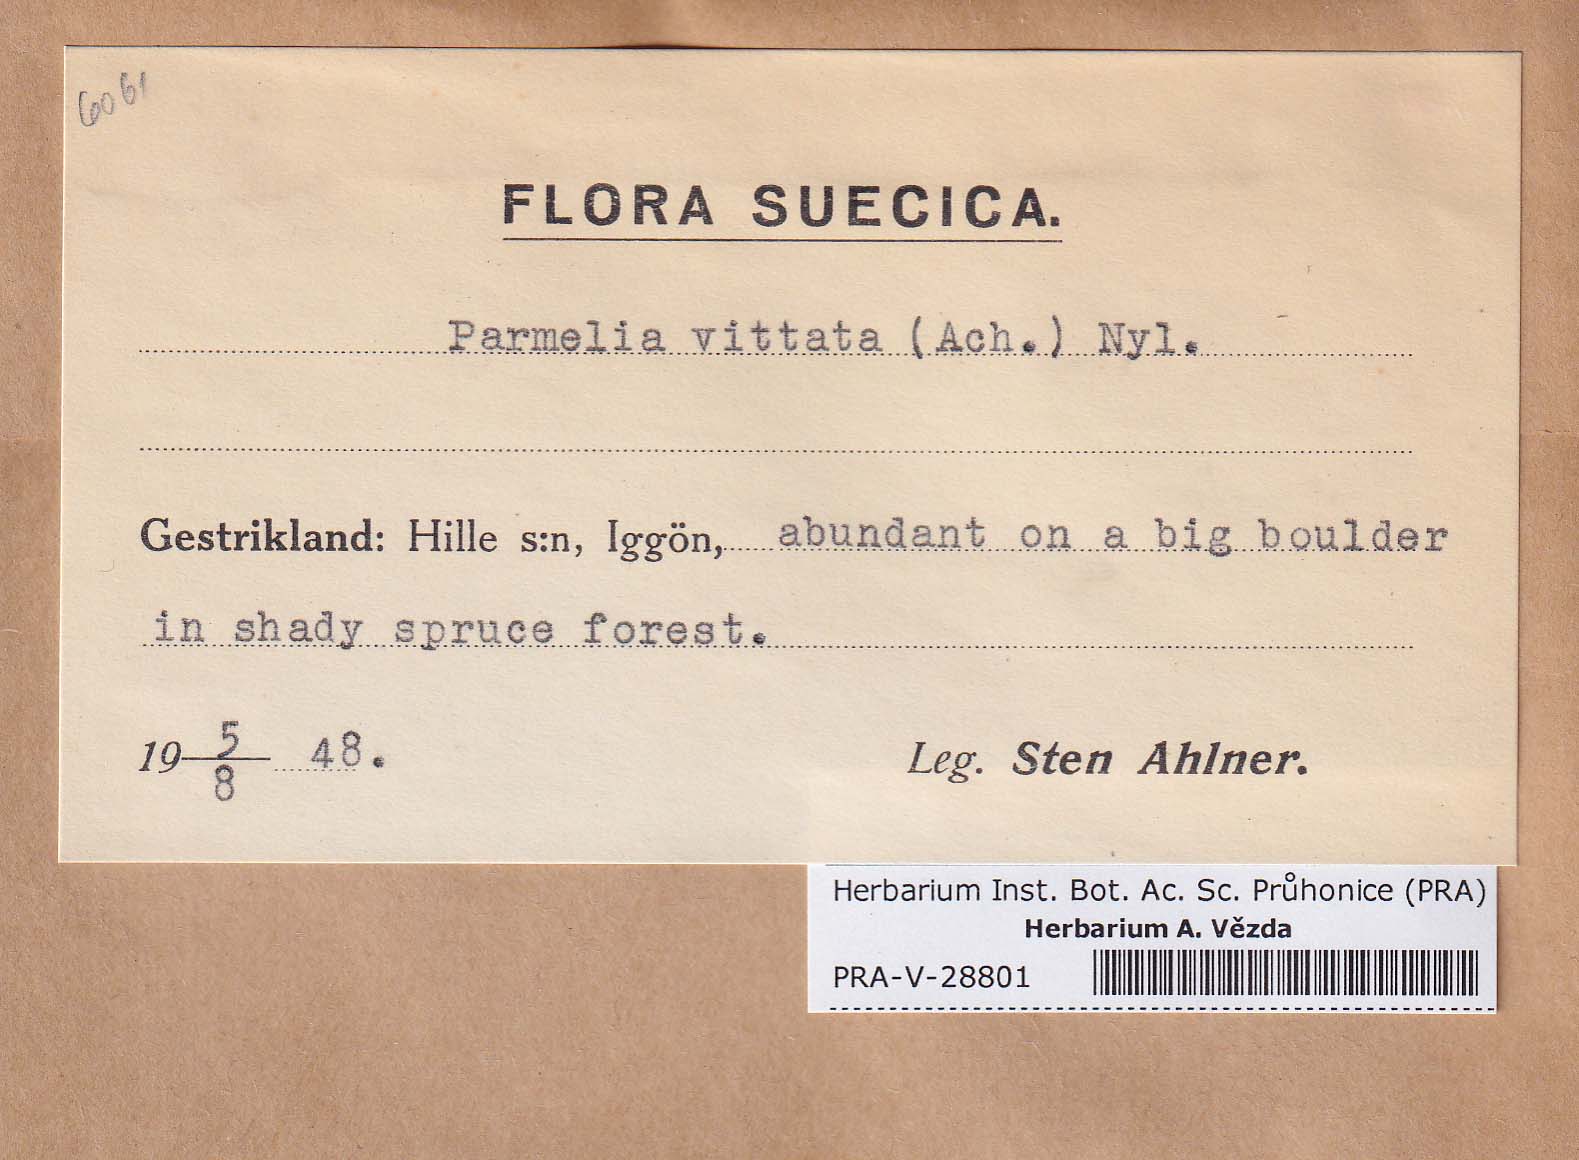 6061
FLORA SUECICA.
Parmelia vittata (Ach.) Nyl.
Gestrikland: Hille s:n, Iggön, abundant on a big boulder
in shady spruce forest.
19 5/8 48.
Leg. Sten Ahlner.
Herbarium Inst. Bot. Ac. Sc. Průhonice (PRA)
Herbarium A. Vězda
PRA-V-28801